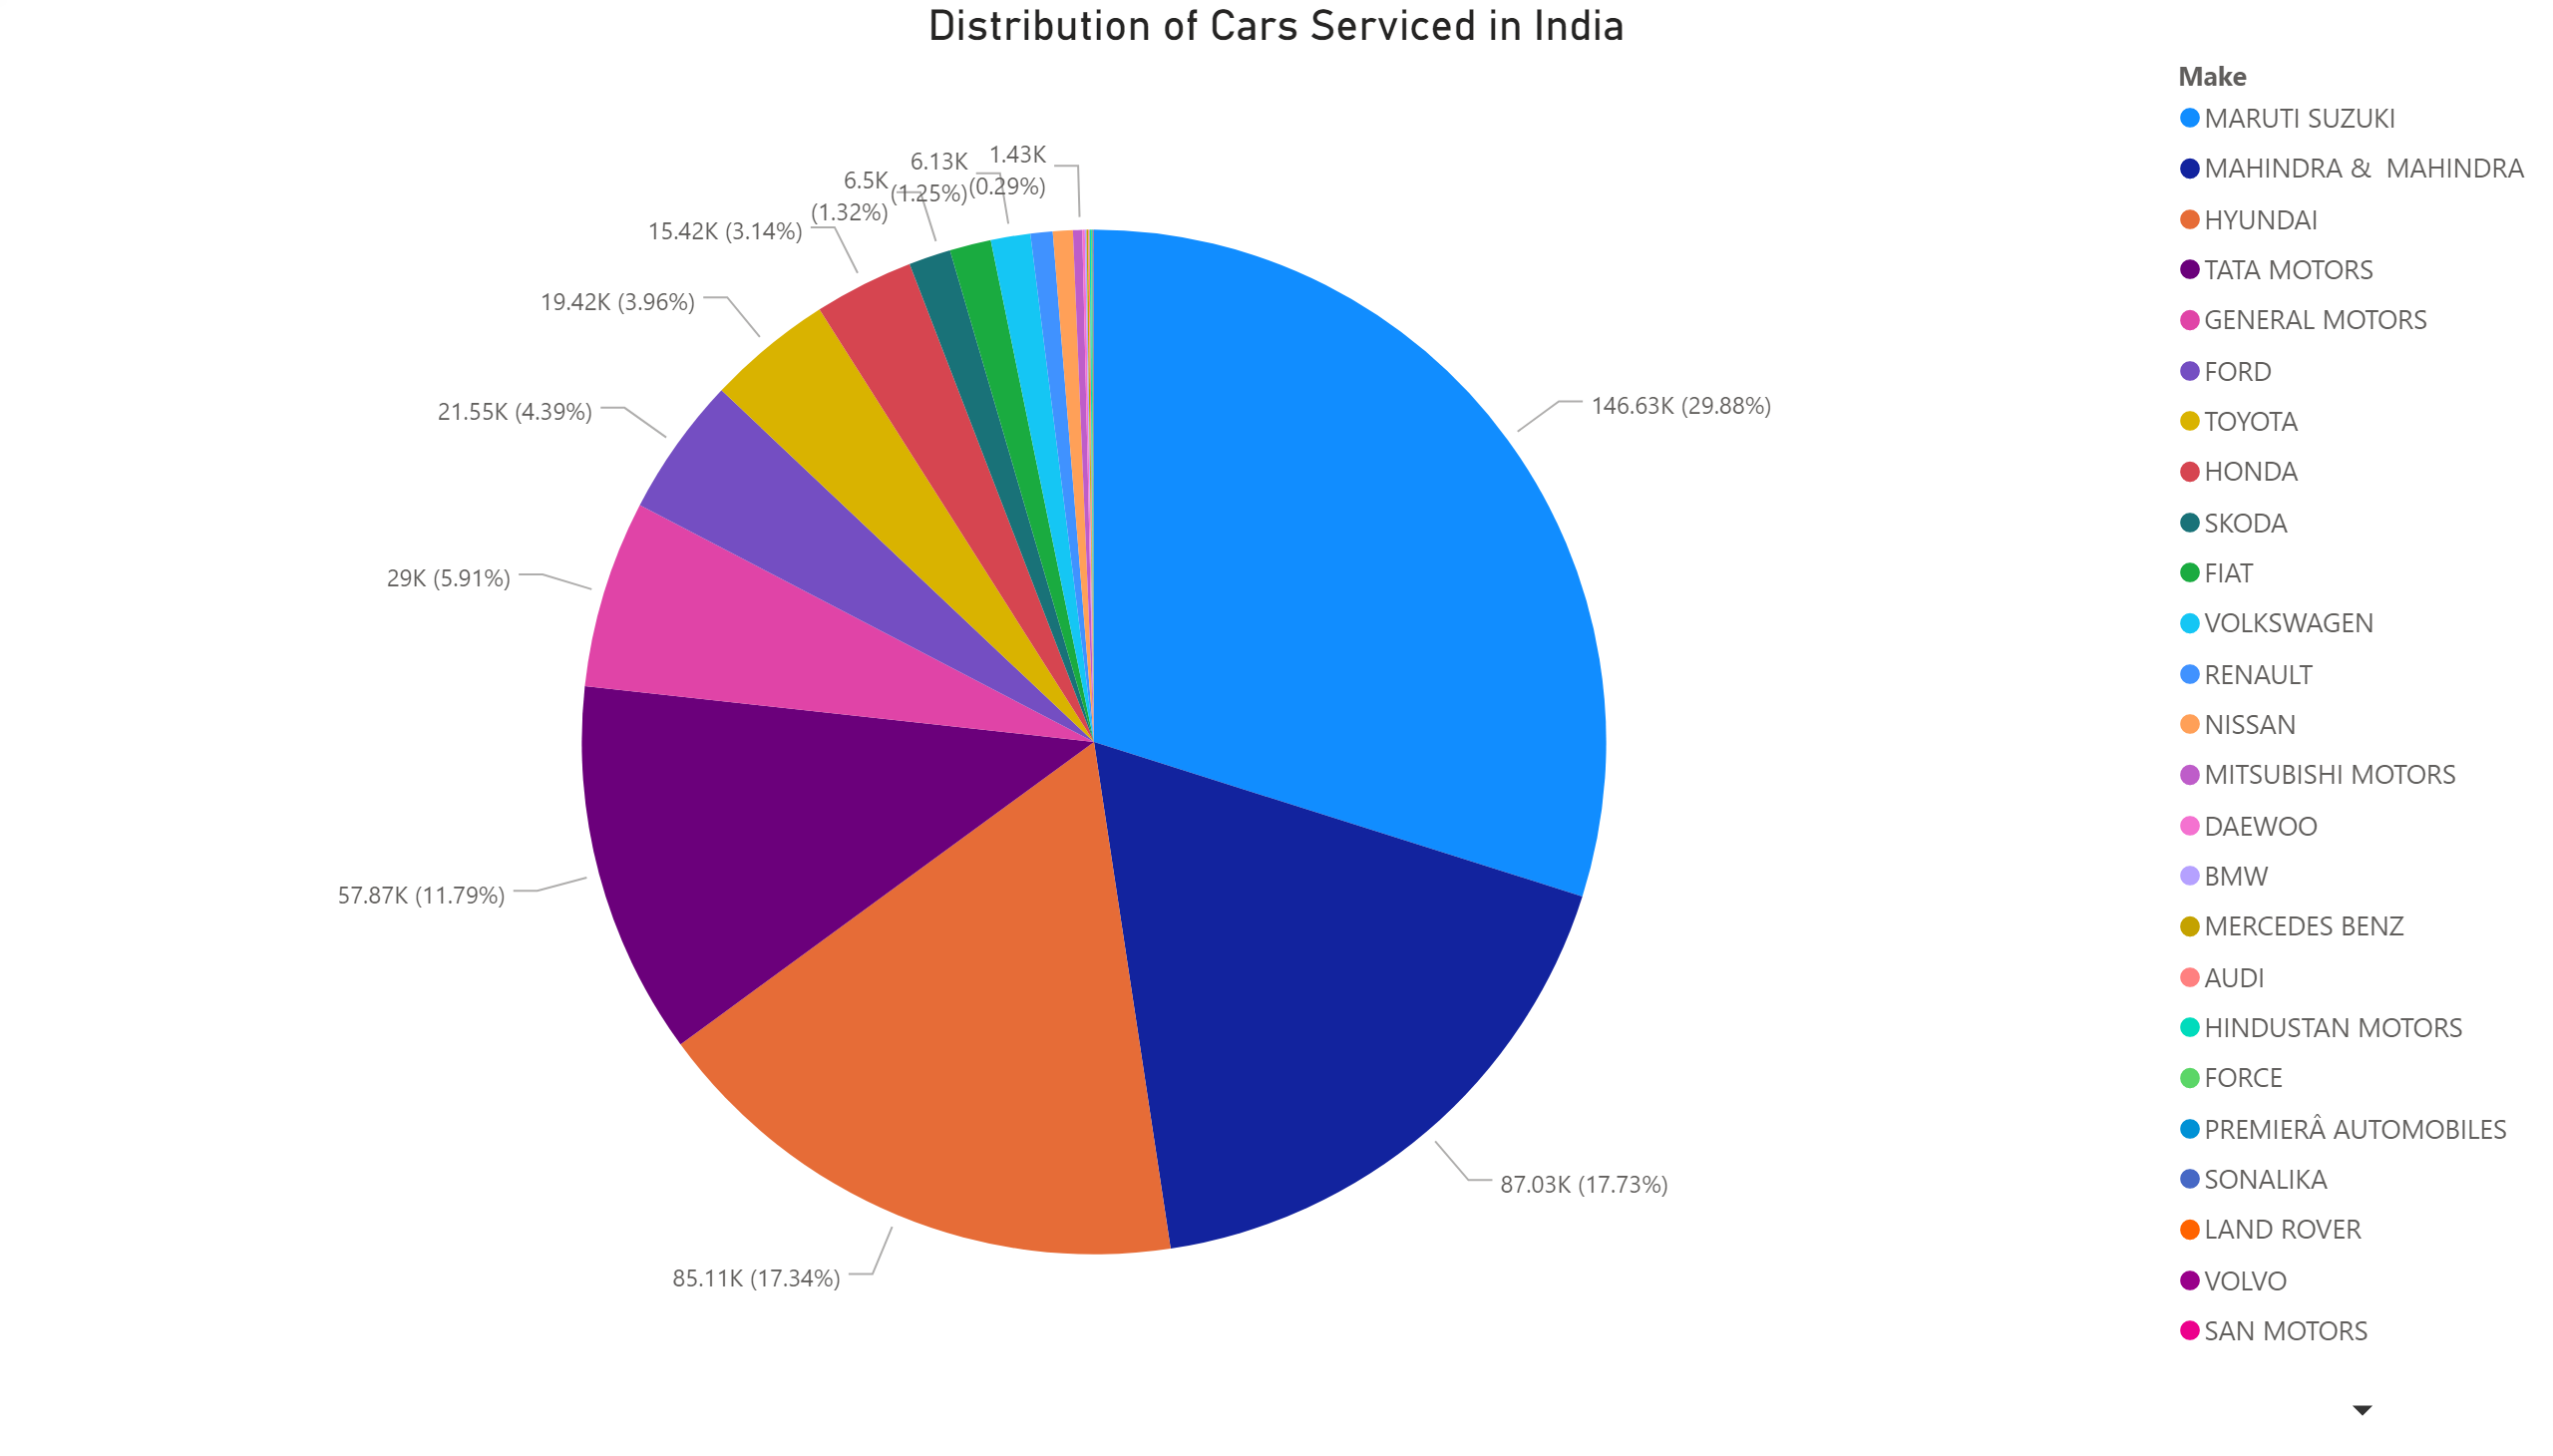 Distribution of Cars Serviced in India
Make
MARUTI SUZUKI
MAHINDRA &  MAHINDRA
HYUNDAI
TATA MOTORS
GENERAL MOTORS
FORD
TOYOTA
HONDA
SKODA
FIAT
VOLKSWAGEN
RENAULT
NISSAN
MITSUBISHI MOTORS
DAEWOO
BMW
MERCEDES BENZ
AUDI
HINDUSTAN MOTORS
FORCE
PREMIERÂ AUTOMOBILES
SONALIKA
LAND ROVER
VOLVO
SAN MOTORS
146.63K (29.88%)
87.03K (17.73%)
85.11K (17.34%)
57.87K (11.79%)
29K (5.91%)
21.55K (4.39%)
19.42K (3.96%)
15.42K (3.14%)
6.5K
(1.32%)
6.13K
(1.25%)
1.43K
(0.29%)